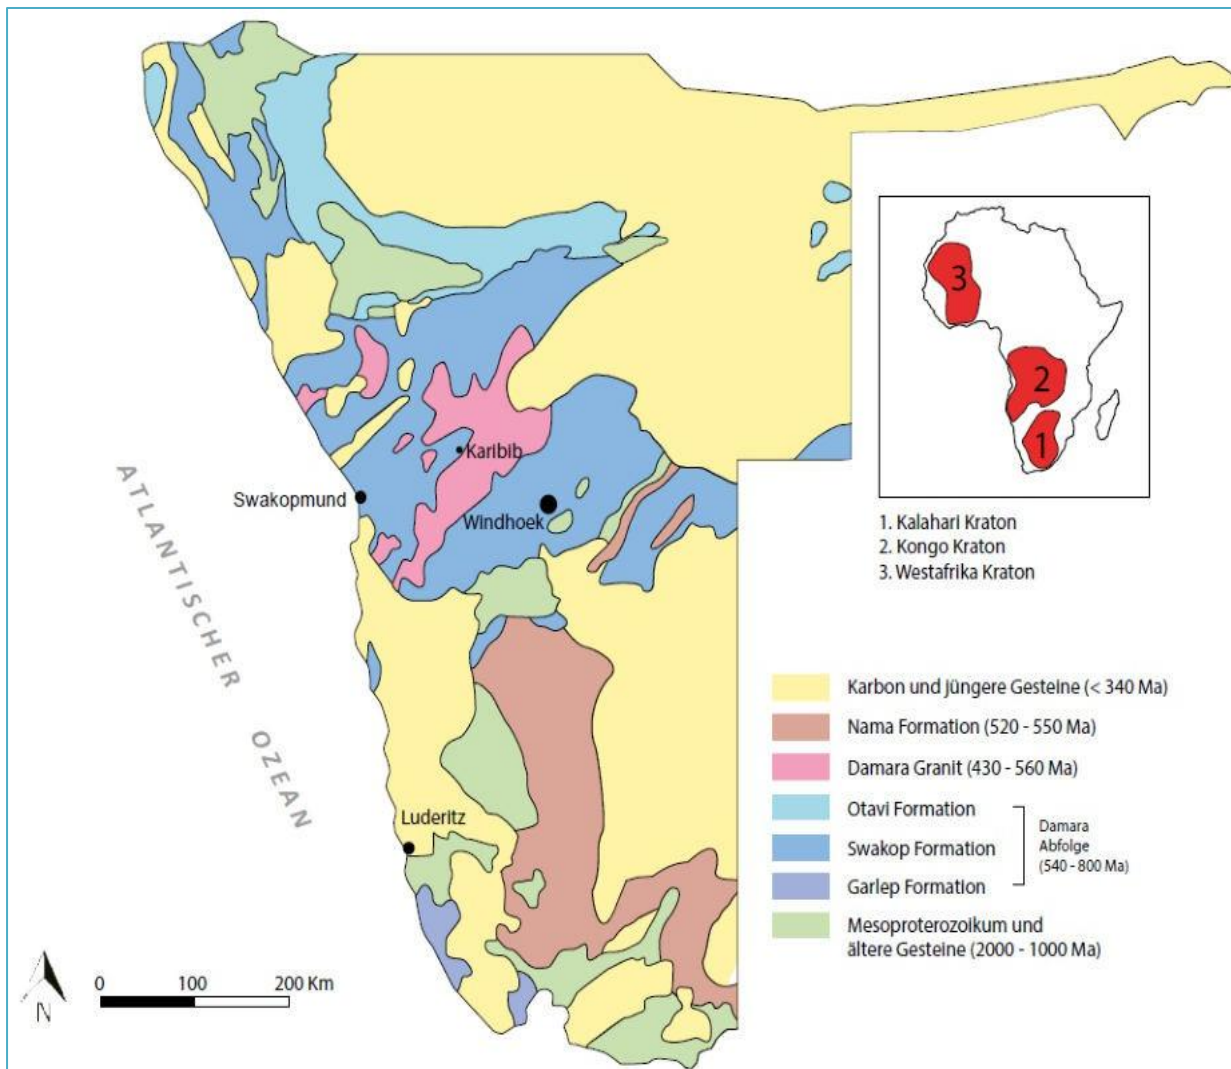 3
2
1
Karibib
Swakopmund
Windhoek
ATLANTISCHER OZEAN
1. Kalahari Kraton
2. Kongo Kraton
3. Westafrika Kraton
Karbon und jüngere Gesteine (< 340 Ma)
Nama Formation (520 - 550 Ma)
Damara Granit (430 - 560 Ma)
Otavi Formation
Swakop Formation
Garlep Formation
Damara
Abfolge
(540 - 800 Ma)
Mesoproterozoikum und
ältere Gesteine (2000 - 1000 Ma)
Luderitz
N
0 100 200 Km